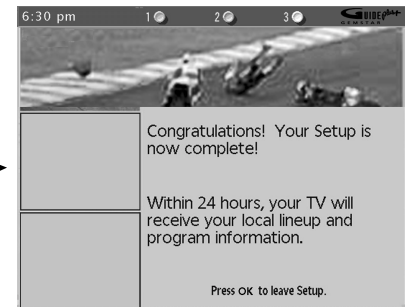 6:30 pm 1 2 3 GUIDE Plus+
GEMSTAR
Congratulations! Your Setup is
now complete!
Within 24 hours, your TV will
receive your local lineup and
program information.
Press OK to leave Setup.